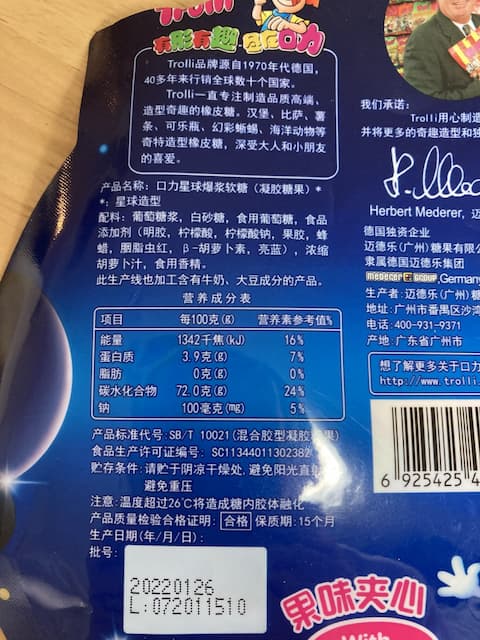 Trolli
有形有趣 尽在口力
Trolli品牌源自1970年代德国，
40多年来行销全球数十个国家。
Trolli一直专注制造品质高端、
造型奇趣的橡皮糖。汉堡、比萨、薯
条、可乐瓶、幻彩蜥蜴、海洋动物等
奇特造型橡皮糖，深受大人和小朋友
的喜爱。
产品名称：口力星球爆浆软糖（凝胶糖果）*
*：星球造型
配料：葡萄糖浆，白砂糖，食用葡萄糖，食品
添加剂（明胶，柠檬酸，柠檬酸钠，果胶，蜂
蜡，胭脂虫红，β-胡萝卜素，亮蓝），浓缩
胡萝卜汁，食用香精。
此生产线也加工含有牛奶、大豆成分的产品。
营养成分表
项目 每100克(g) 营养素参考值%
能量 1342千焦(kJ) 16%
蛋白质 3.9克(g) 7%
脂肪 0克(g) 0%
碳水化合物 72.0克(g) 24%
钠 100毫克(mg) 5%
产品标准代号:SB/T 10021(混合胶型凝胶糖果)
食品生产许可证编号: SC11344011302382
贮存条件:请贮于阴凉干燥处,避免阳光直射
避免重压
注意:温度超过26℃将造成糖内胶体融化
产品质量检验合格证明: 合格 保质期:15个月
生产日期(年/月/日):
批号:
20220126
L:072011510
我们承诺：
Trolli用心制造
并将更多的奇趣造型和独
Herbert Mederer, 迈
德国独资企业
迈德乐(广州)糖果有限公
隶属德国迈德乐集团
mederer GROUP,Germany
生产者:迈德乐(广州)糖
地址:广州市番禺区沙湾
电话:400-931-9371
产地:广东省广州市
想了解更多关于口力
http://www.trolli
6 925425 4
果味夹心
With